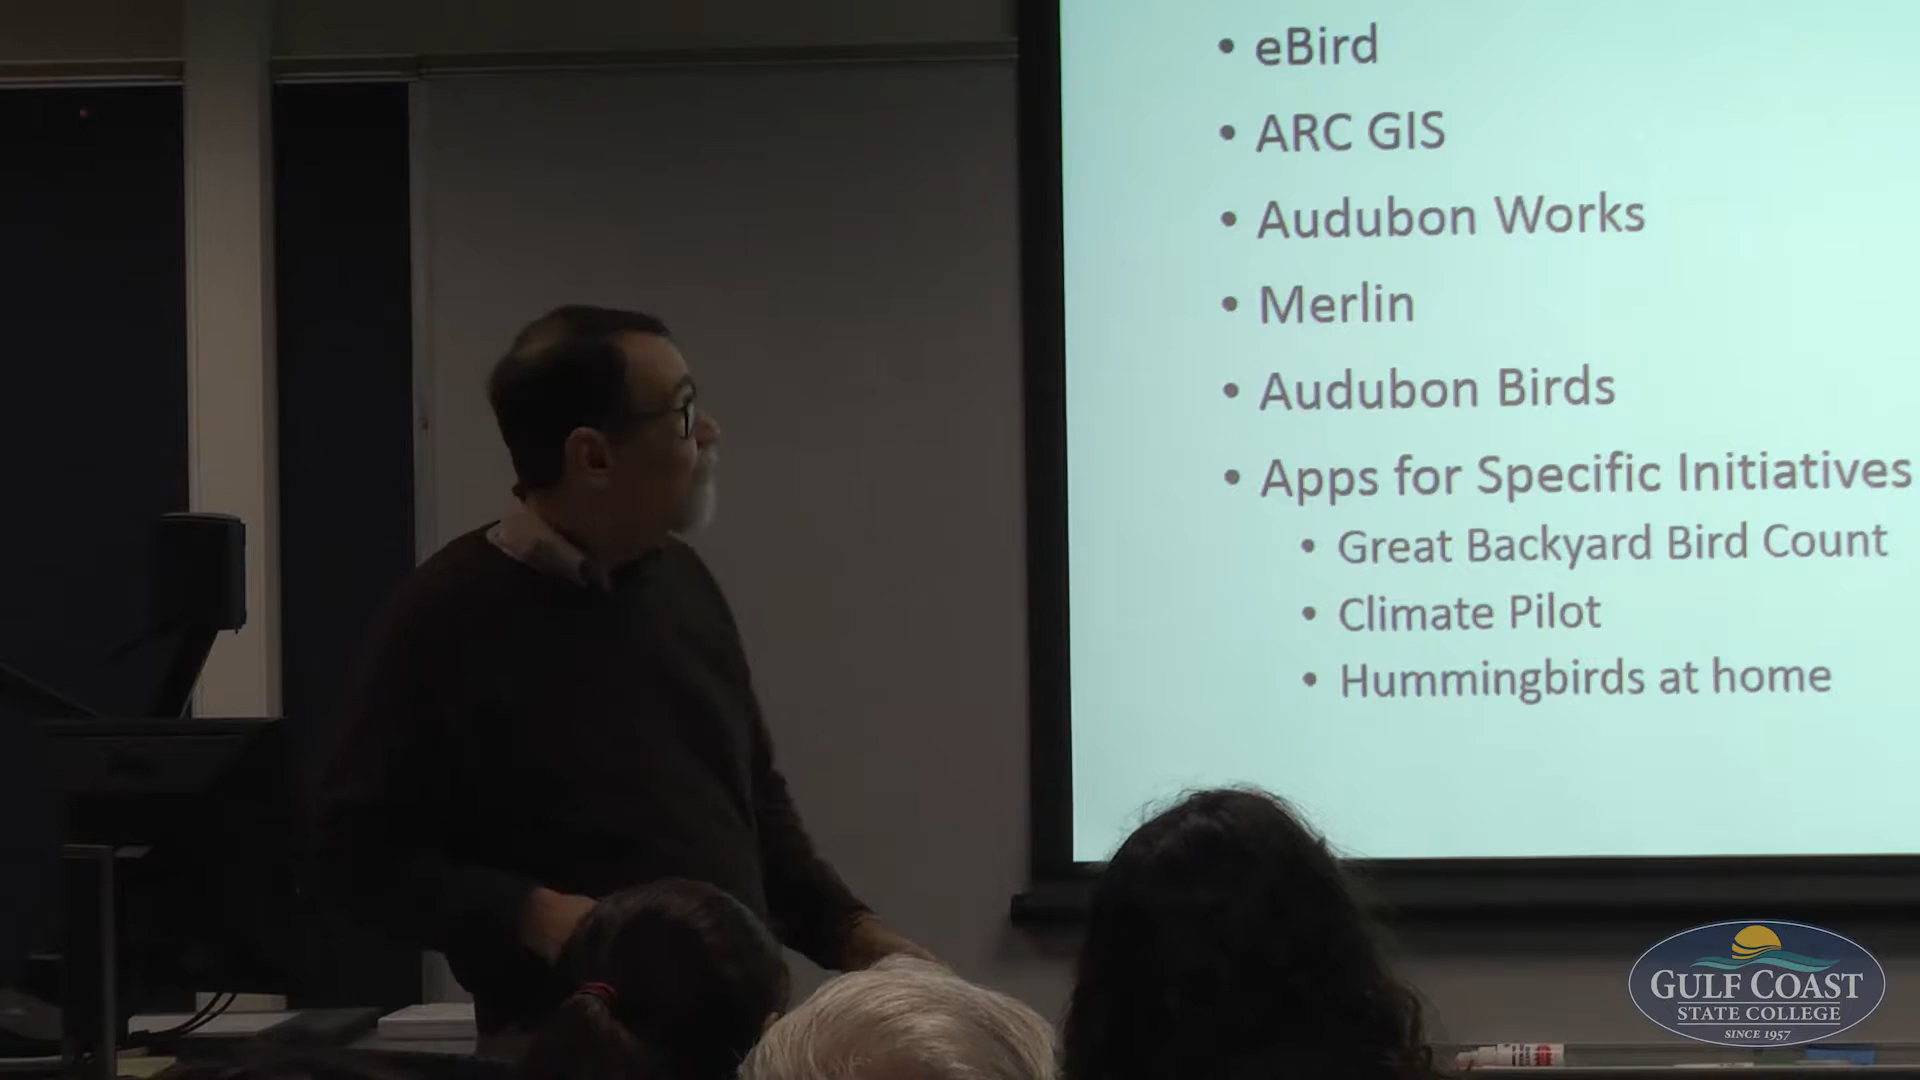 • eBird
• ARC GIS
• Audubon Works
• Merlin
• Audubon Birds
• Apps for Specific Initiatives
• Great Backyard Bird Count
• Climate Pilot
• Hummingbirds at home
GULF COAST
STATE COLLEGE
SINCE 1957